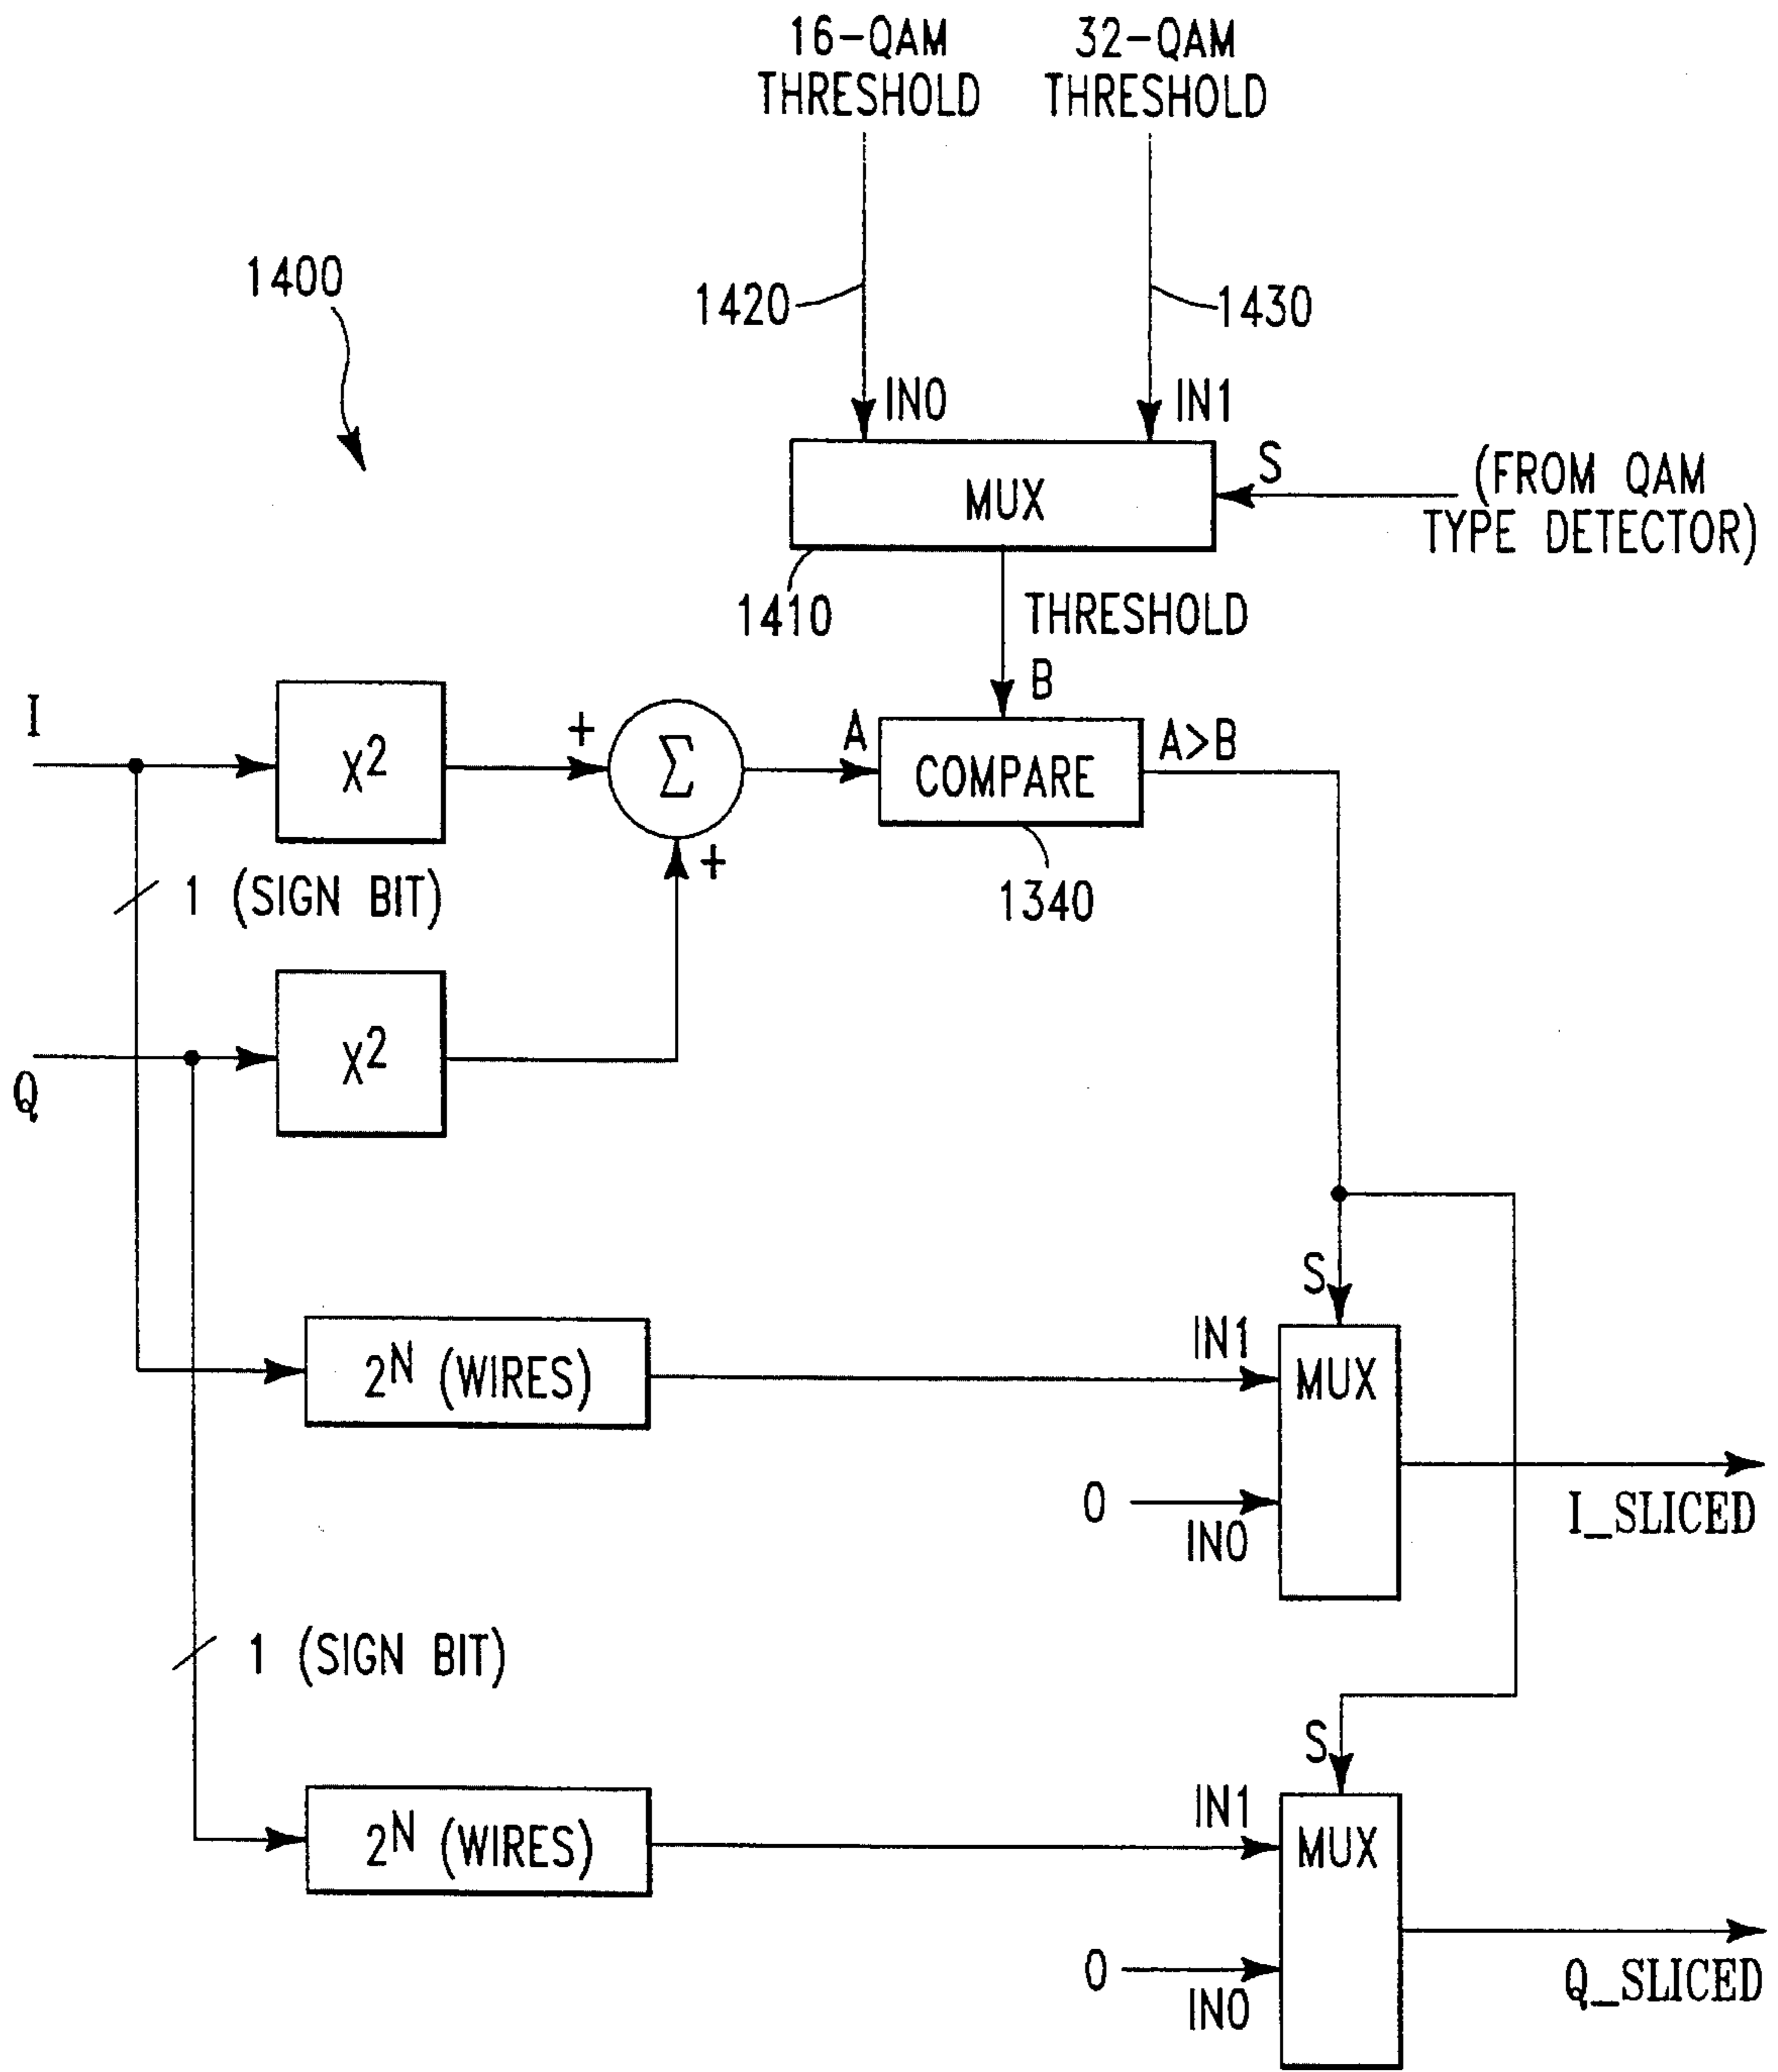 16-QAM
THRESHOLD
32-QAM
THRESHOLD
1400
1420
1430
IN0
IN1
MUX
S
(FROM QAM
TYPE DETECTOR)
1410
THRESHOLD
B
I
X²
+
Σ
A
COMPARE
A>B
+
1340
1 (SIGN BIT)
Q
X²
S
2ᴺ (WIRES)
IN1
MUX
0
IN0
I_SLICED
1 (SIGN BIT)
S
2ᴺ (WIRES)
IN1
MUX
0
IN0
Q_SLICED